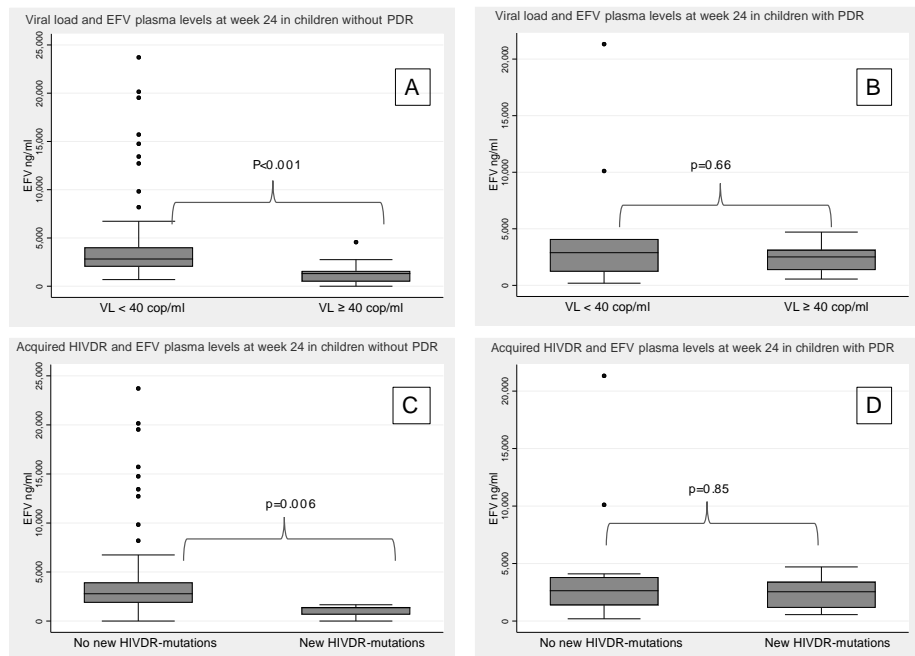 Viral load and EFV plasma levels at week 24 in children without PDR
25,000
20,000
15,000
10,000
5,000
0
EFV ng/ml
A
P<0.001
VL < 40 cop/ml
VL ≥ 40 cop/ml
Viral load and EFV plasma levels at week 24 in children with PDR
20,000
15,000
10,000
5,000
0
EFV ng/ml
B
p=0.66
VL < 40 cop/ml
VL ≥ 40 cop/ml
Acquired HIVDR and EFV plasma levels at week 24 in children without PDR
25,000
20,000
15,000
10,000
5,000
0
EFV ng/ml
C
p=0.006
No new HIVDR-mutations
New HIVDR-mutations
Acquired HIVDR and EFV plasma levels at week 24 in children with PDR
20,000
15,000
10,000
5,000
0
EFV ng/ml
D
p=0.85
No new HIVDR-mutations
New HIVDR-mutations